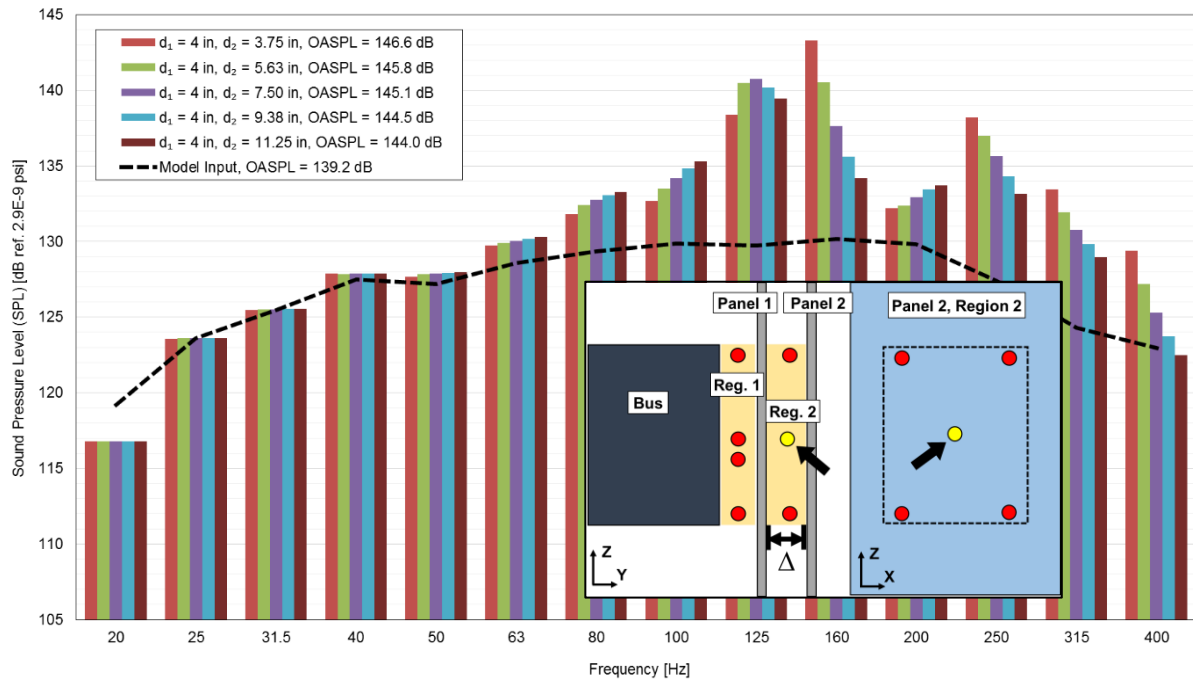 145
140
135
130
125
120
115
110
105
Sound Pressure Level (SPL) [dB ref. 2.9E-9 psi]
d₁ = 4 in, d₂ = 3.75 in, OASPL = 146.6 dB
d₁ = 4 in, d₂ = 5.63 in, OASPL = 145.8 dB
d₁ = 4 in, d₂ = 7.50 in, OASPL = 145.1 dB
d₁ = 4 in, d₂ = 9.38 in, OASPL = 144.5 dB
d₁ = 4 in, d₂ = 11.25 in, OASPL = 144.0 dB
Model Input, OASPL = 139.2 dB
Panel 1 Panel 2 Panel 2, Region 2
Reg. 1
Bus
Reg. 2
Δ
Z
Y
Z
X
20 25 31.5 40 50 63 80 100 125 160 200 250 315 400
Frequency [Hz]